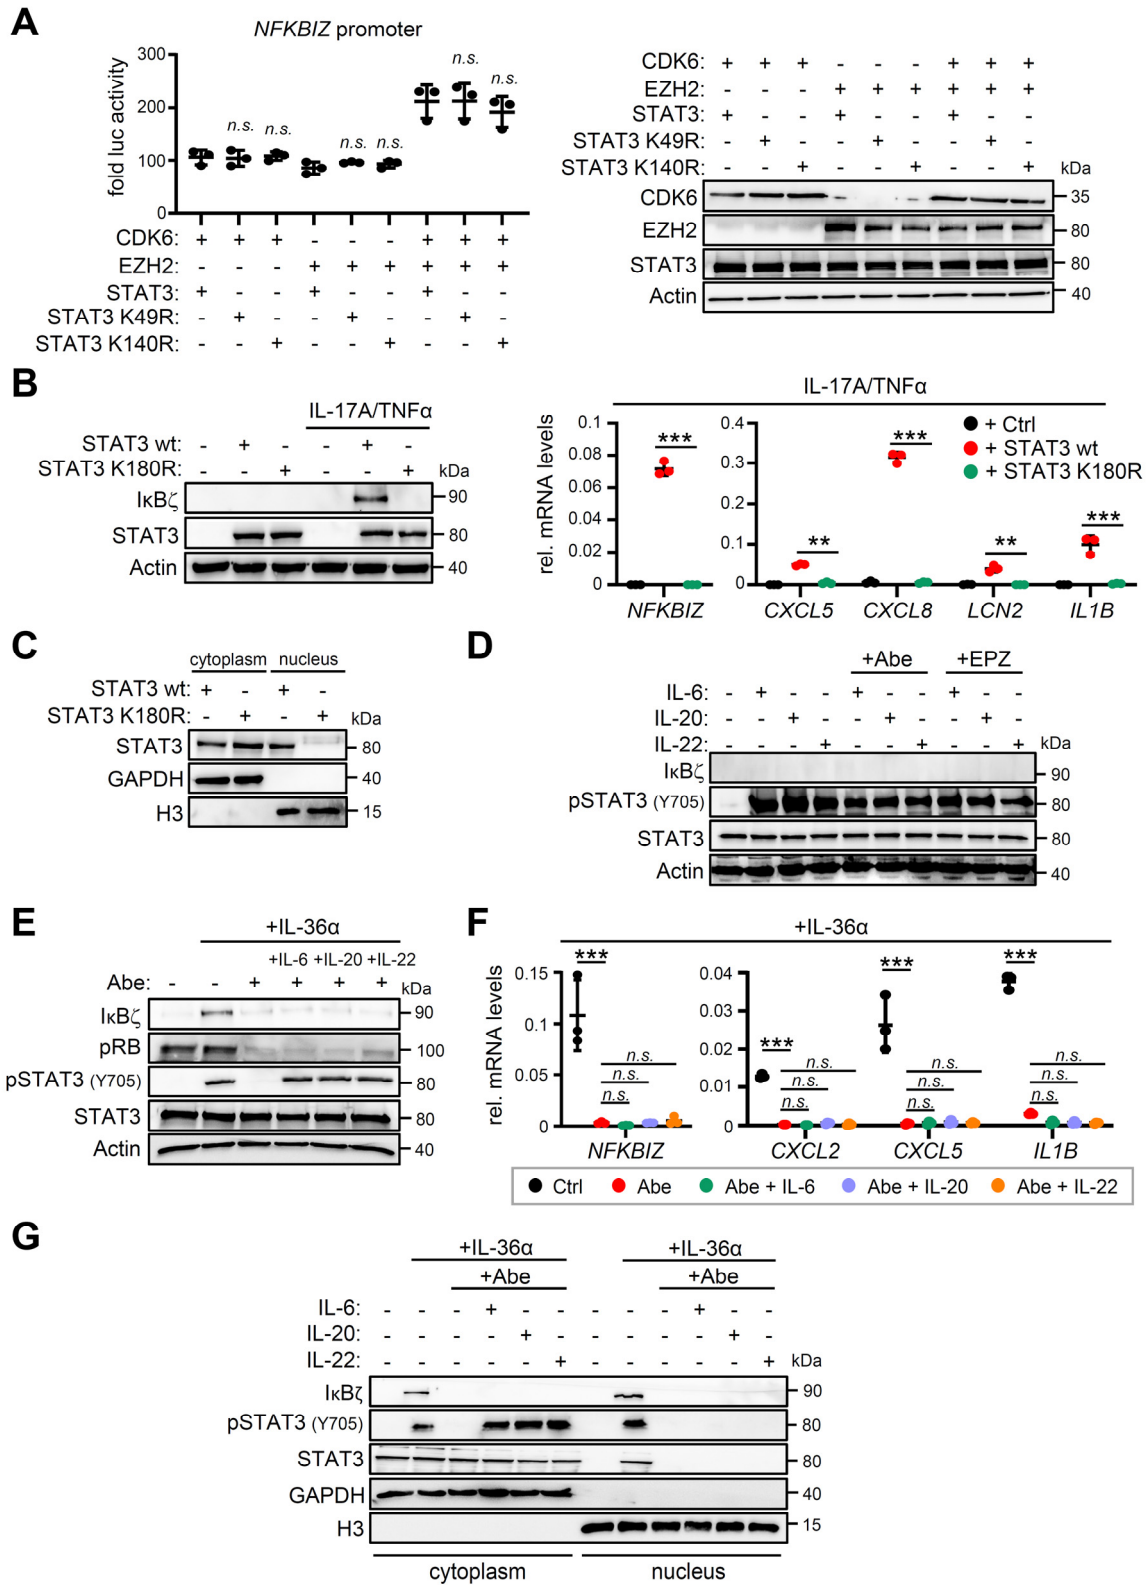 A
NFKBIZ promoter
fold luc activity
300
200
100
0
n.s. n.s. n.s. n.s. n.s. n.s.
CDK6: + + + - - - + + +
EZH2: - - - + + + + + +
STAT3: + - - + - - + - -
STAT3 K49R: - + - - + - - + -
STAT3 K140R: - - + - - + - - +
CDK6: + + + - - - + + +
EZH2: - - - + + + + + +
STAT3: + - - + - - + - -
STAT3 K49R: - + - - + - - + -
STAT3 K140R: - - + - - + - - + kDa
CDK6 35
EZH2 80
STAT3 80
Actin 40
B
IL-17A/TNFα
STAT3 wt: - + - - + -
STAT3 K180R: - - + - - + kDa
IκBζ 90
STAT3 80
Actin 40
IL-17A/TNFα
rel. mRNA levels
0.1
0.08
0.06
0.04
0.02
0
***
NFKBIZ
0.4
0.3
0.2
0.1
0
** *** ** ***
CXCL5 CXCL8 LCN2 IL1B
+ Ctrl
+ STAT3 wt
+ STAT3 K180R
C
cytoplasm nucleus
STAT3 wt: + - + -
STAT3 K180R: - + - + kDa
STAT3 80
GAPDH 40
H3 15
D
+Abe +EPZ
IL-6: - + - - + - - + - -
IL-20: - - + - - + - - + -
IL-22: - - - + - - + - - + kDa
IκBζ 90
pSTAT3 (Y705) 80
STAT3 80
Actin 40
E
+IL-36α
+IL-6 +IL-20 +IL-22
Abe: - - + + + + kDa
IκBζ 90
pRB 100
pSTAT3 (Y705) 80
STAT3 80
Actin 40
F
+IL-36α
rel. mRNA levels
0.15
0.1
0.05
0
***
n.s.
n.s.
n.s.
NFKBIZ
0.04
0.03
0.02
0.01
0
*** *** ***
n.s. n.s. n.s.
n.s. n.s. n.s.
n.s. n.s. n.s.
CXCL2 CXCL5 IL1B
Ctrl Abe Abe + IL-6 Abe + IL-20 Abe + IL-22
G
+IL-36α +IL-36α
+Abe +Abe
IL-6: - - - + - - - - - + - -
IL-20: - - - - + - - - - - + -
IL-22: - - - - - + - - - - - + kDa
IκBζ 90
pSTAT3 (Y705) 80
STAT3 80
GAPDH 40
H3 15
cytoplasm nucleus